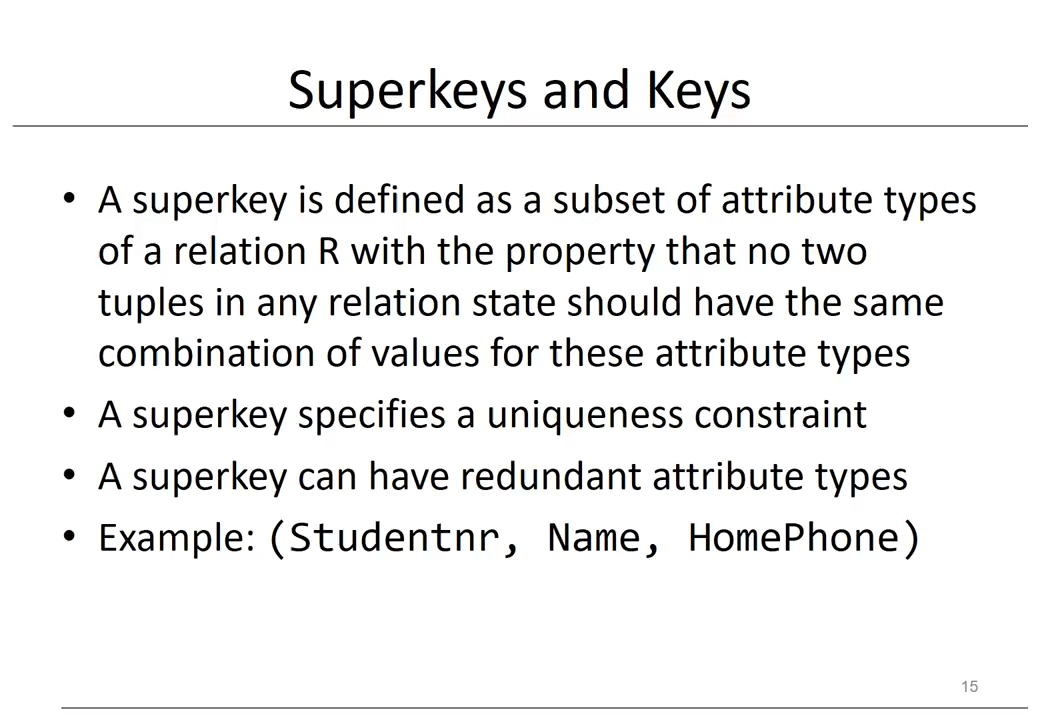 Superkeys and Keys
• A superkey is defined as a subset of attribute types
of a relation R with the property that no two
tuples in any relation state should have the same
combination of values for these attribute types
• A superkey specifies a uniqueness constraint
• A superkey can have redundant attribute types
• Example: (Studentnr, Name, HomePhone)
15